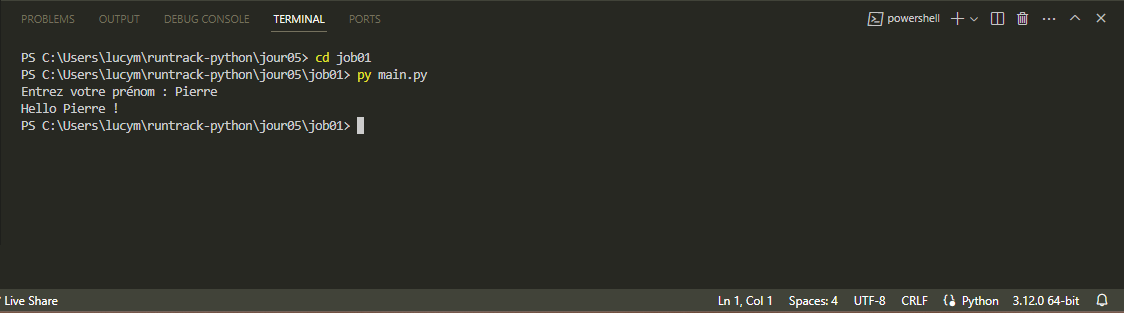 PROBLEMS OUTPUT DEBUG CONSOLE TERMINAL PORTS powershell
PS C:\Users\lucym\runtrack-python\jour05> cd job01
PS C:\Users\lucym\runtrack-python\jour05\job01> py main.py
Entrez votre prénom : Pierre
Hello Pierre !
PS C:\Users\lucym\runtrack-python\jour05\job01>
Live Share Ln 1, Col 1 Spaces: 4 UTF-8 CRLF Python 3.12.0 64-bit